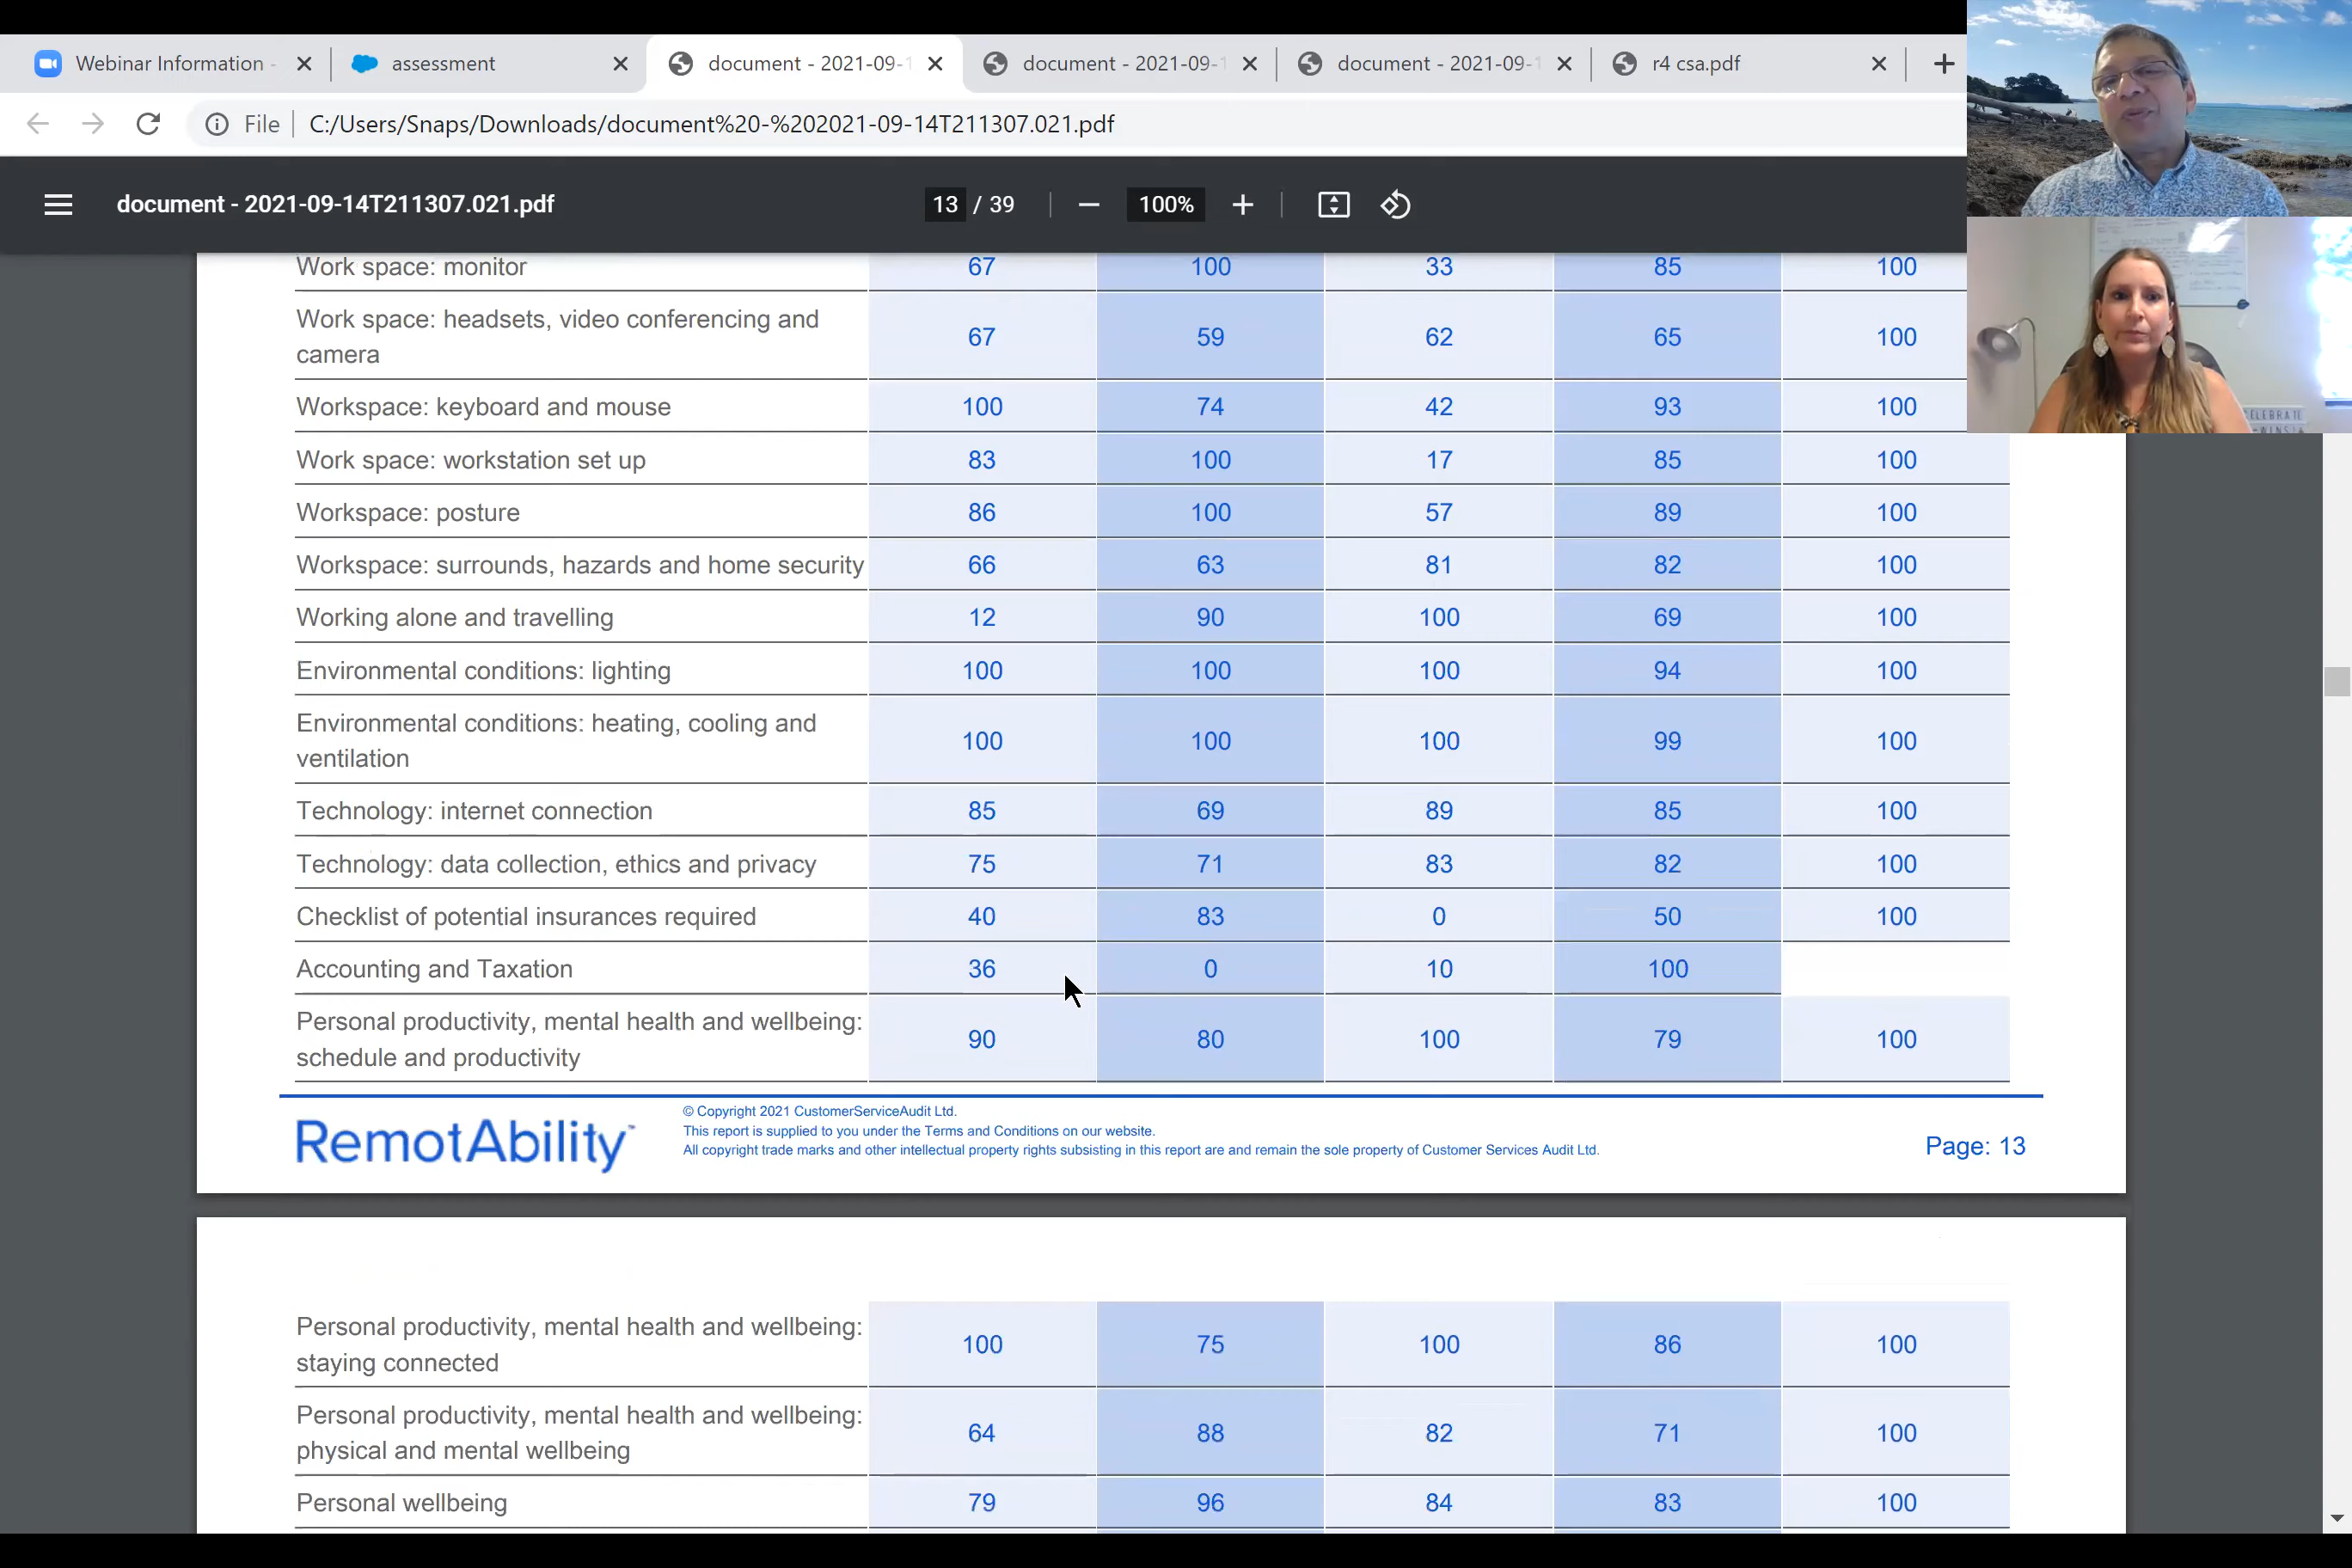 Webinar Information -
assessment
document - 2021-09-1
document - 2021-09-1
document - 2021-09-1
r4 csa.pdf
File
C:/Users/Snaps/Downloads/document%20-%202021-09-14T211307.021.pdf
document - 2021-09-14T211307.021.pdf
13 / 39
100%
Work space: monitor 67 100 33 85 100
Work space: headsets, video conferencing and
camera 67 59 62 65 100
Workspace: keyboard and mouse 100 74 42 93 100
Work space: workstation set up 83 100 17 85 100
Workspace: posture 86 100 57 89 100
Workspace: surrounds, hazards and home security 66 63 81 82 100
Working alone and travelling 12 90 100 69 100
Environmental conditions: lighting 100 100 100 94 100
Environmental conditions: heating, cooling and
ventilation 100 100 100 99 100
Technology: internet connection 85 69 89 85 100
Technology: data collection, ethics and privacy 75 71 83 82 100
Checklist of potential insurances required 40 83 0 50 100
Accounting and Taxation 36 0 10 100
Personal productivity, mental health and wellbeing:
schedule and productivity 90 80 100 79 100
RemotAbility™
© Copyright 2021 CustomerServiceAudit Ltd.
This report is supplied to you under the Terms and Conditions on our website.
All copyright trade marks and other intellectual property rights subsisting in this report are and remain the sole property of Customer Services Audit Ltd.
Page: 13
Personal productivity, mental health and wellbeing:
staying connected 100 75 100 86 100
Personal productivity, mental health and wellbeing:
physical and mental wellbeing 64 88 82 71 100
Personal wellbeing 79 96 84 83 100